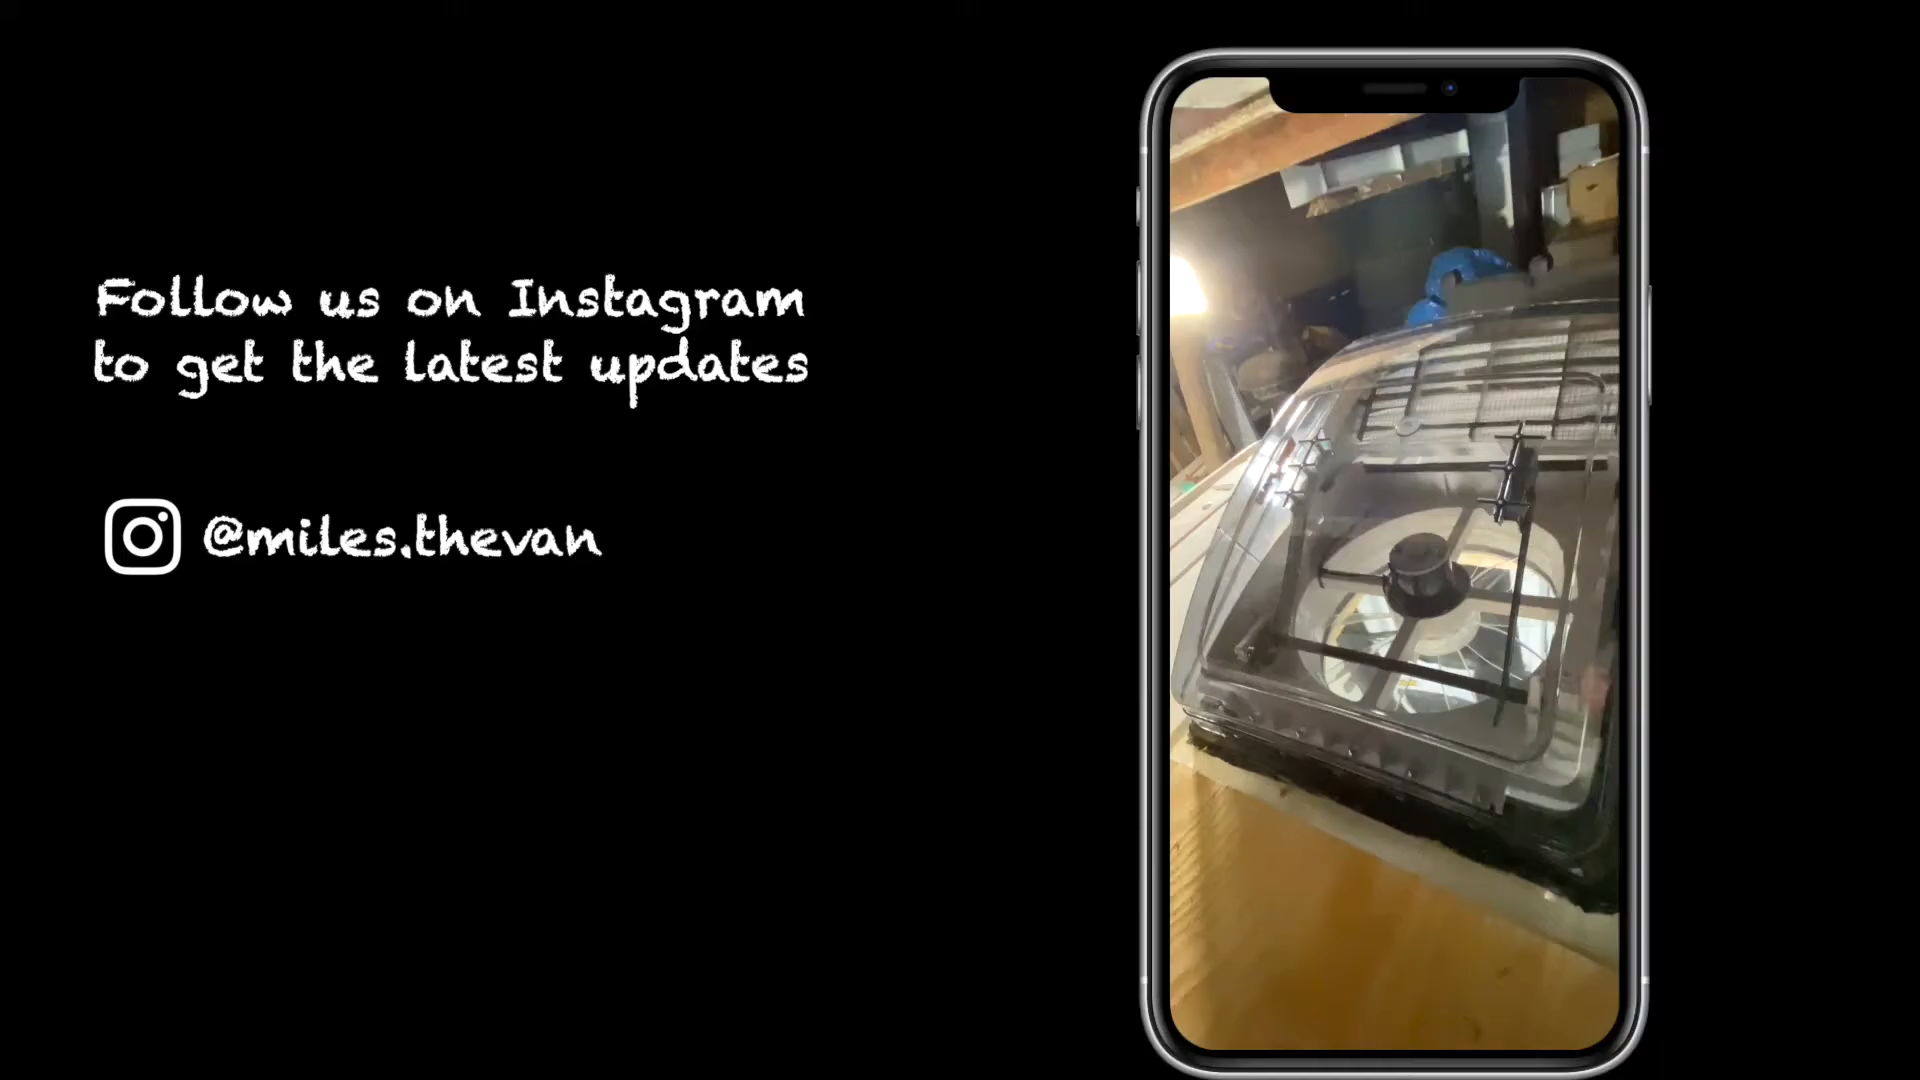 Follow us on Instagram
to get the latest updates
@miles.thevan